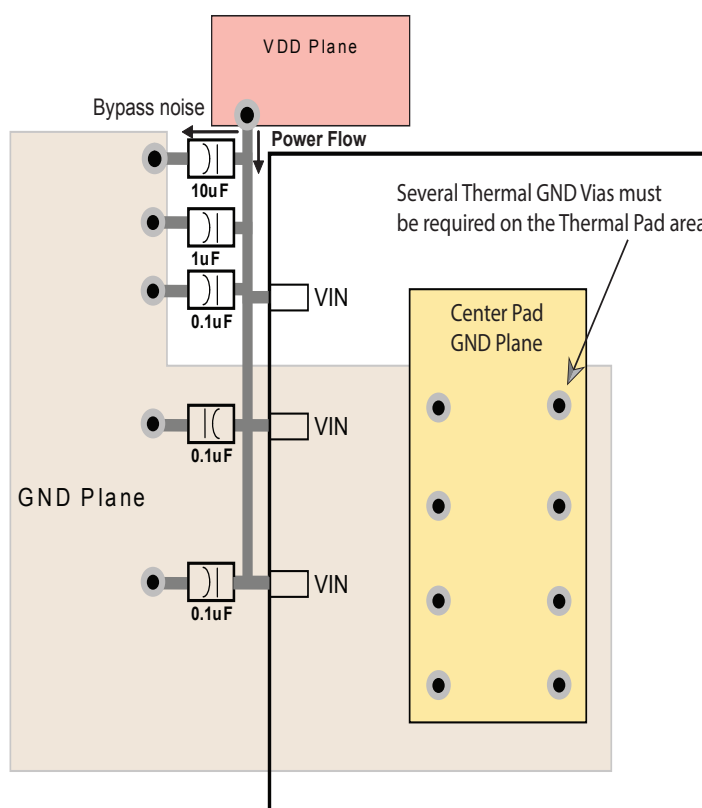 VDD Plane
Bypass noise
Power Flow
10uF
Several Thermal GND Vias must
be required on the Thermal Pad area
1uF
VIN
0.1uF
Center Pad
GND Plane
VIN
0.1uF
GND Plane
VIN
0.1uF